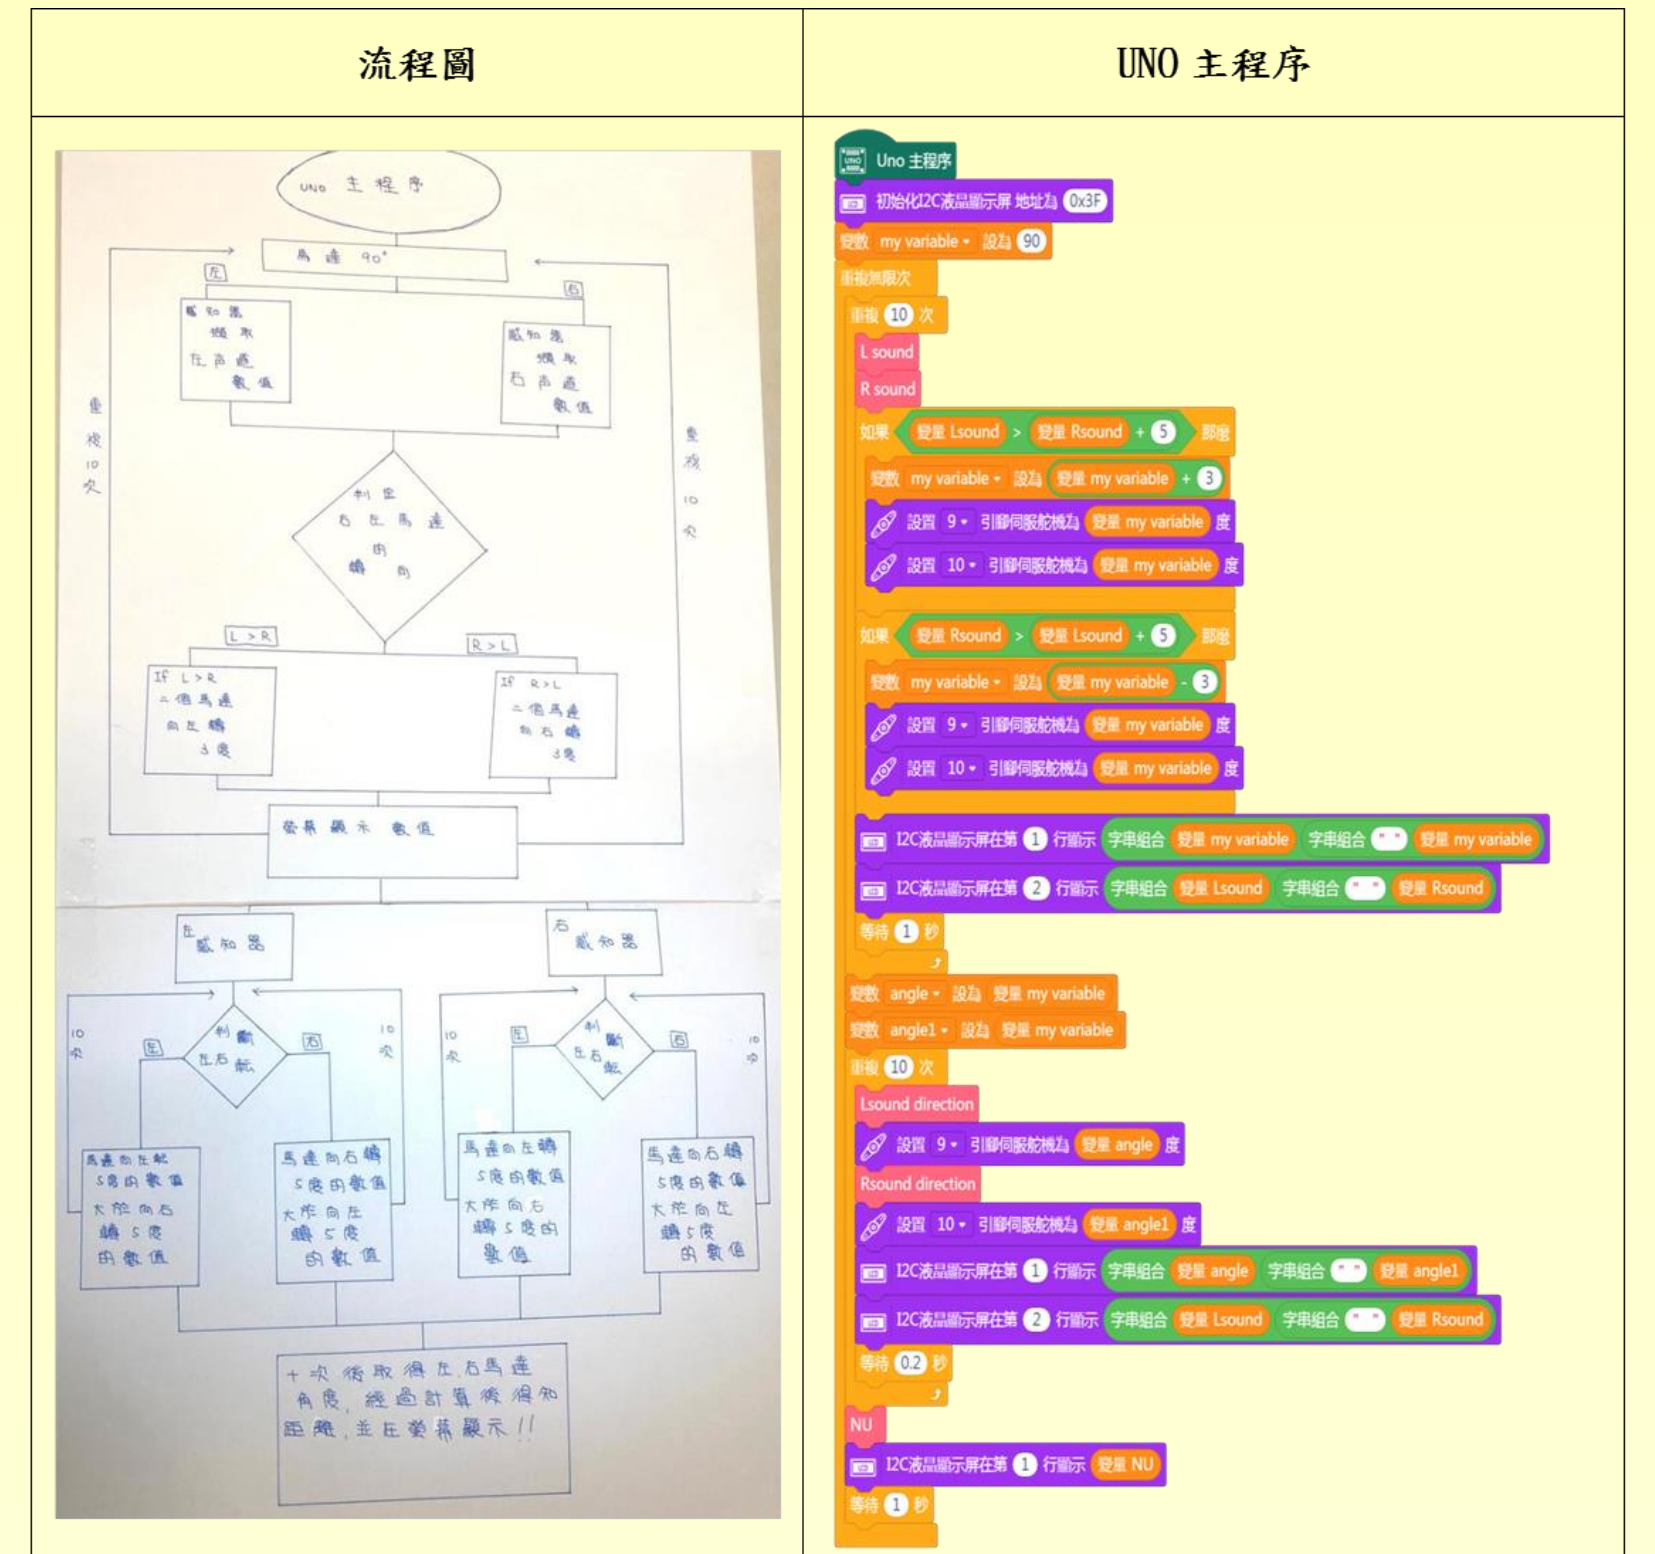 流程圖
UNO 主程序
UNO 主程序
馬達 90°
左
右
感知器
擷取
左声道
數值
感知器
擷取
右声道
數值
重複10次
重複10次
判定
右左馬達
的
轉向
L > R
R > L
If L>R
二個馬達
向左轉
3度
If R>L
二個馬達
向右轉
3度
螢幕顯示數值
左
感知器
右
感知器
10次
左
判斷
左右転
右
10次
10次
左
判斷
左右転
右
10次
馬達向左転
5度的數值
大於向右
轉5度
的數值
馬達向右轉
5度的數值
大於向左
轉5度
的數值
馬達向左轉
5度的數值
大於向右
轉5度的
數值
馬達向右轉
5度的數值
大於向左
轉5度
的數值
十次後取得左.右馬達
角度,經過計算後得知
距離,並在螢幕顯示!!
UNO Uno 主程序
初始化I2C液晶顯示屏 地址為 0x3F
變數 my variable 設為 90
重複無限次
重複 10 次
L sound
R sound
如果 變量 Lsound > 變量 Rsound + 5 那麼
變數 my variable 設為 變量 my variable + 3
設置 9 引腳伺服舵機為 變量 my variable 度
設置 10 引腳伺服舵機為 變量 my variable 度
如果 變量 Rsound > 變量 Lsound + 5 那麼
變數 my variable 設為 變量 my variable - 3
設置 9 引腳伺服舵機為 變量 my variable 度
設置 10 引腳伺服舵機為 變量 my variable 度
I2C液晶顯示屏在第 1 行顯示 字串組合 變量 my variable 字串組合 " " 變量 my variable
I2C液晶顯示屏在第 2 行顯示 字串組合 變量 Lsound 字串組合 " " 變量 Rsound
等待 1 秒
變數 angle 設為 變量 my variable
變數 angle1 設為 變量 my variable
重複 10 次
Lsound direction
設置 9 引腳伺服舵機為 變量 angle 度
Rsound direction
設置 10 引腳伺服舵機為 變量 angle1 度
I2C液晶顯示屏在第 1 行顯示 字串組合 變量 angle 字串組合 " " 變量 angle1
I2C液晶顯示屏在第 2 行顯示 字串組合 變量 Lsound 字串組合 " " 變量 Rsound
等待 0.2 秒
NU
I2C液晶顯示屏在第 1 行顯示 變量 NU
等待 1 秒